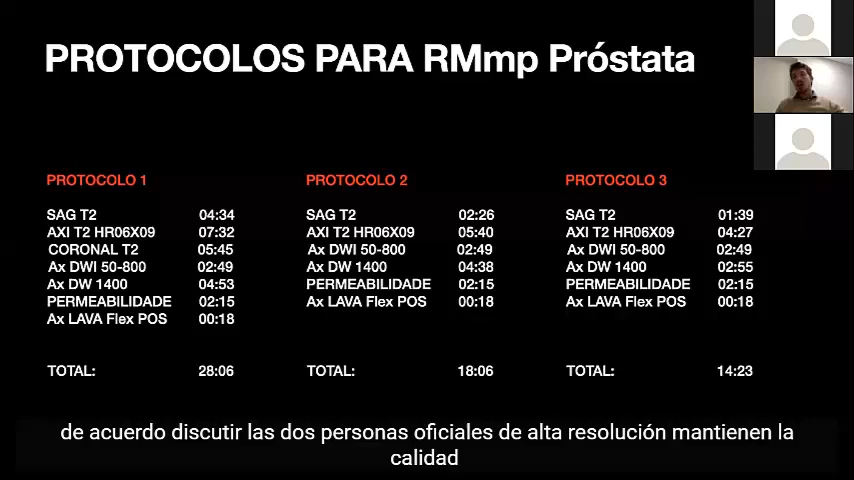 PROTOCOLOS PARA RMmp Próstata
PROTOCOLO 1
SAG T2 04:34
AXI T2 HR06X09 07:32
CORONAL T2 05:45
Ax DWI 50-800 02:49
Ax DW 1400 04:53
PERMEABILIDADE 02:15
Ax LAVA Flex POS 00:18
TOTAL: 28:06
PROTOCOLO 2
SAG T2 02:26
AXI T2 HR06X09 05:40
Ax DWI 50-800 02:49
Ax DW 1400 04:38
PERMEABILIDADE 02:15
Ax LAVA Flex POS 00:18
TOTAL: 18:06
PROTOCOLO 3
SAG T2 01:39
AXI T2 HR06X09 04:27
Ax DWI 50-800 02:49
Ax DW 1400 02:55
PERMEABILIDADE 02:15
Ax LAVA Flex POS 00:18
TOTAL: 14:23
de acuerdo discutir las dos personas oficiales de alta resolución mantienen la
calidad